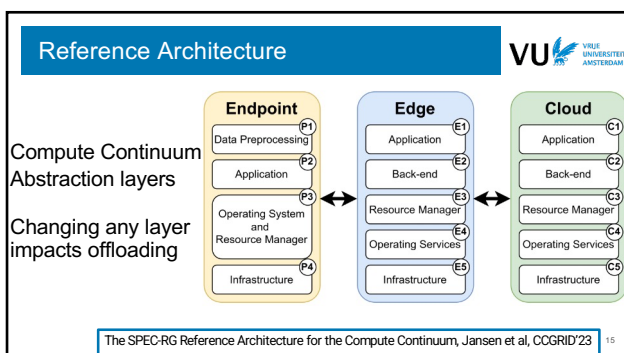 Reference Architecture
VU
VRIJE
UNIVERSITEIT
AMSTERDAM
Compute Continuum
Abstraction layers
Changing any layer
impacts offloading
Endpoint
P1
Data Preprocessing
P2
Application
P3
Operating System
and
Resource Manager
P4
Infrastructure
Edge
E1
Application
E2
Back-end
E3
Resource Manager
E4
Operating Services
E5
Infrastructure
Cloud
C1
Application
C2
Back-end
C3
Resource Manager
C4
Operating Services
C5
Infrastructure
The SPEC-RG Reference Architecture for the Compute Continuum, Jansen et al, CCGRID'23
15